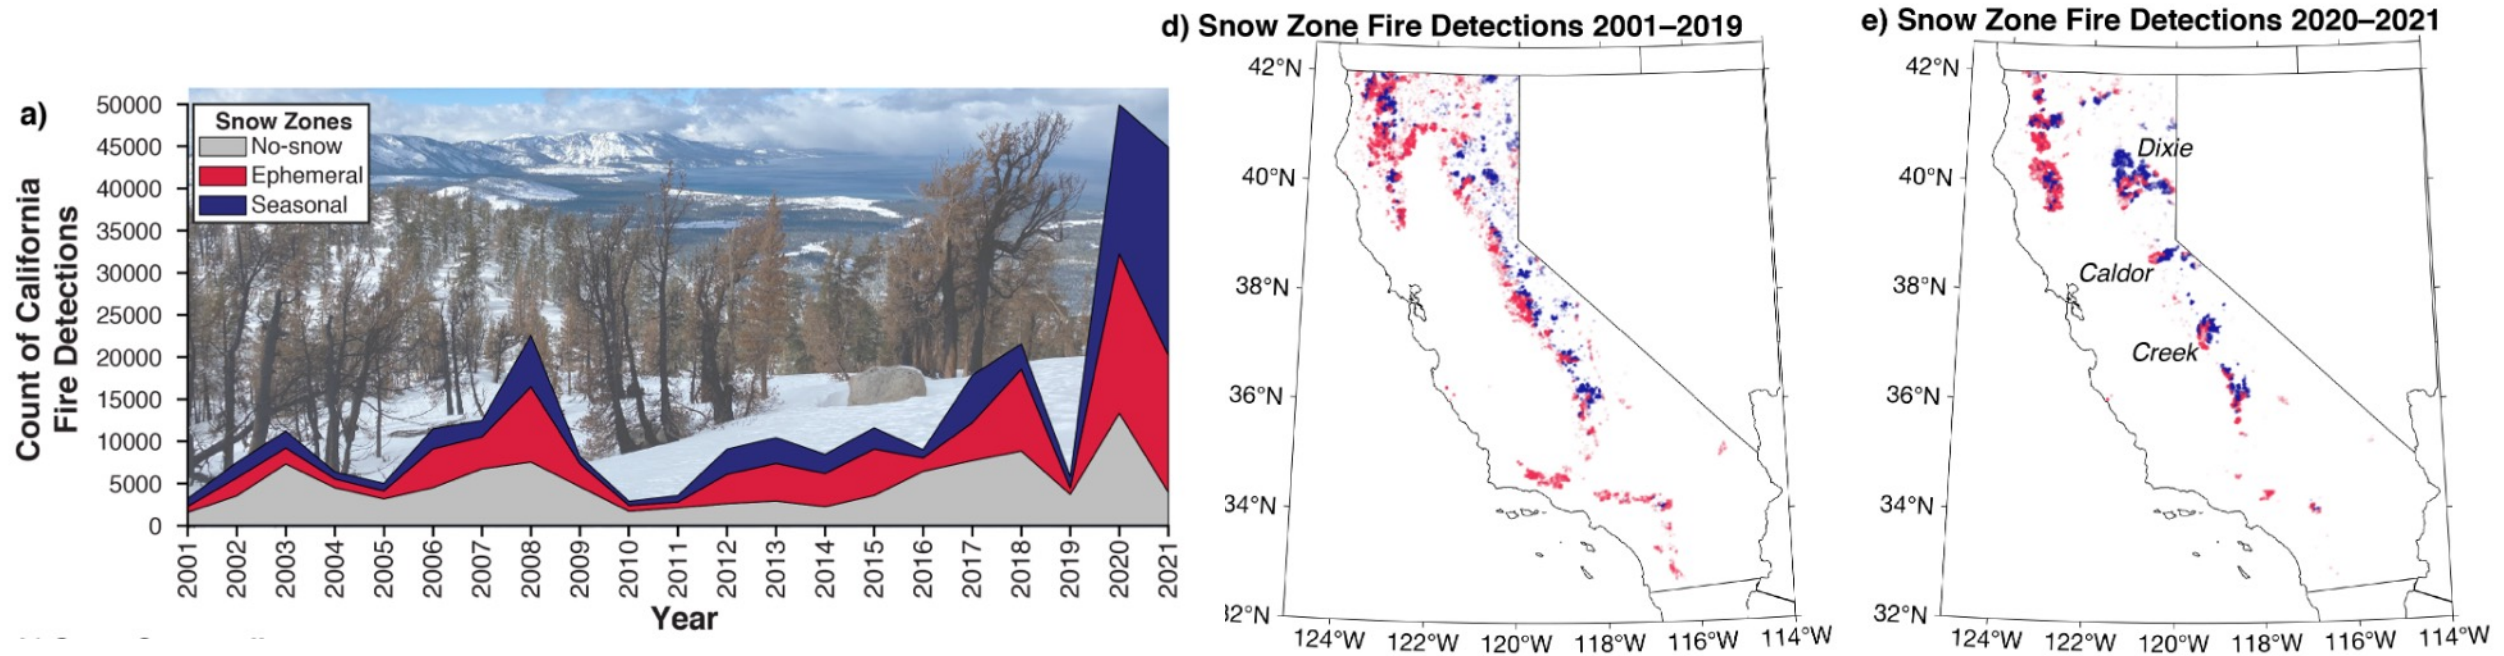 a)
50000
45000
40000
35000
30000
25000
20000
15000
10000
5000
0
Count of California
Fire Detections
Snow Zones
No-snow
Ephemeral
Seasonal
2001 2002 2003 2004 2005 2006 2007 2008 2009 2010 2011 2012 2013 2014 2015 2016 2017 2018 2019 2020 2021
Year
d) Snow Zone Fire Detections 2001–2019
42°N
40°N
38°N
36°N
34°N
32°N
124°W 122°W 120°W 118°W 116°W 114°W
e) Snow Zone Fire Detections 2020–2021
42°N
40°N
38°N
36°N
34°N
32°N
Dixie
Caldor
Creek
124°W 122°W 120°W 118°W 116°W 114°W